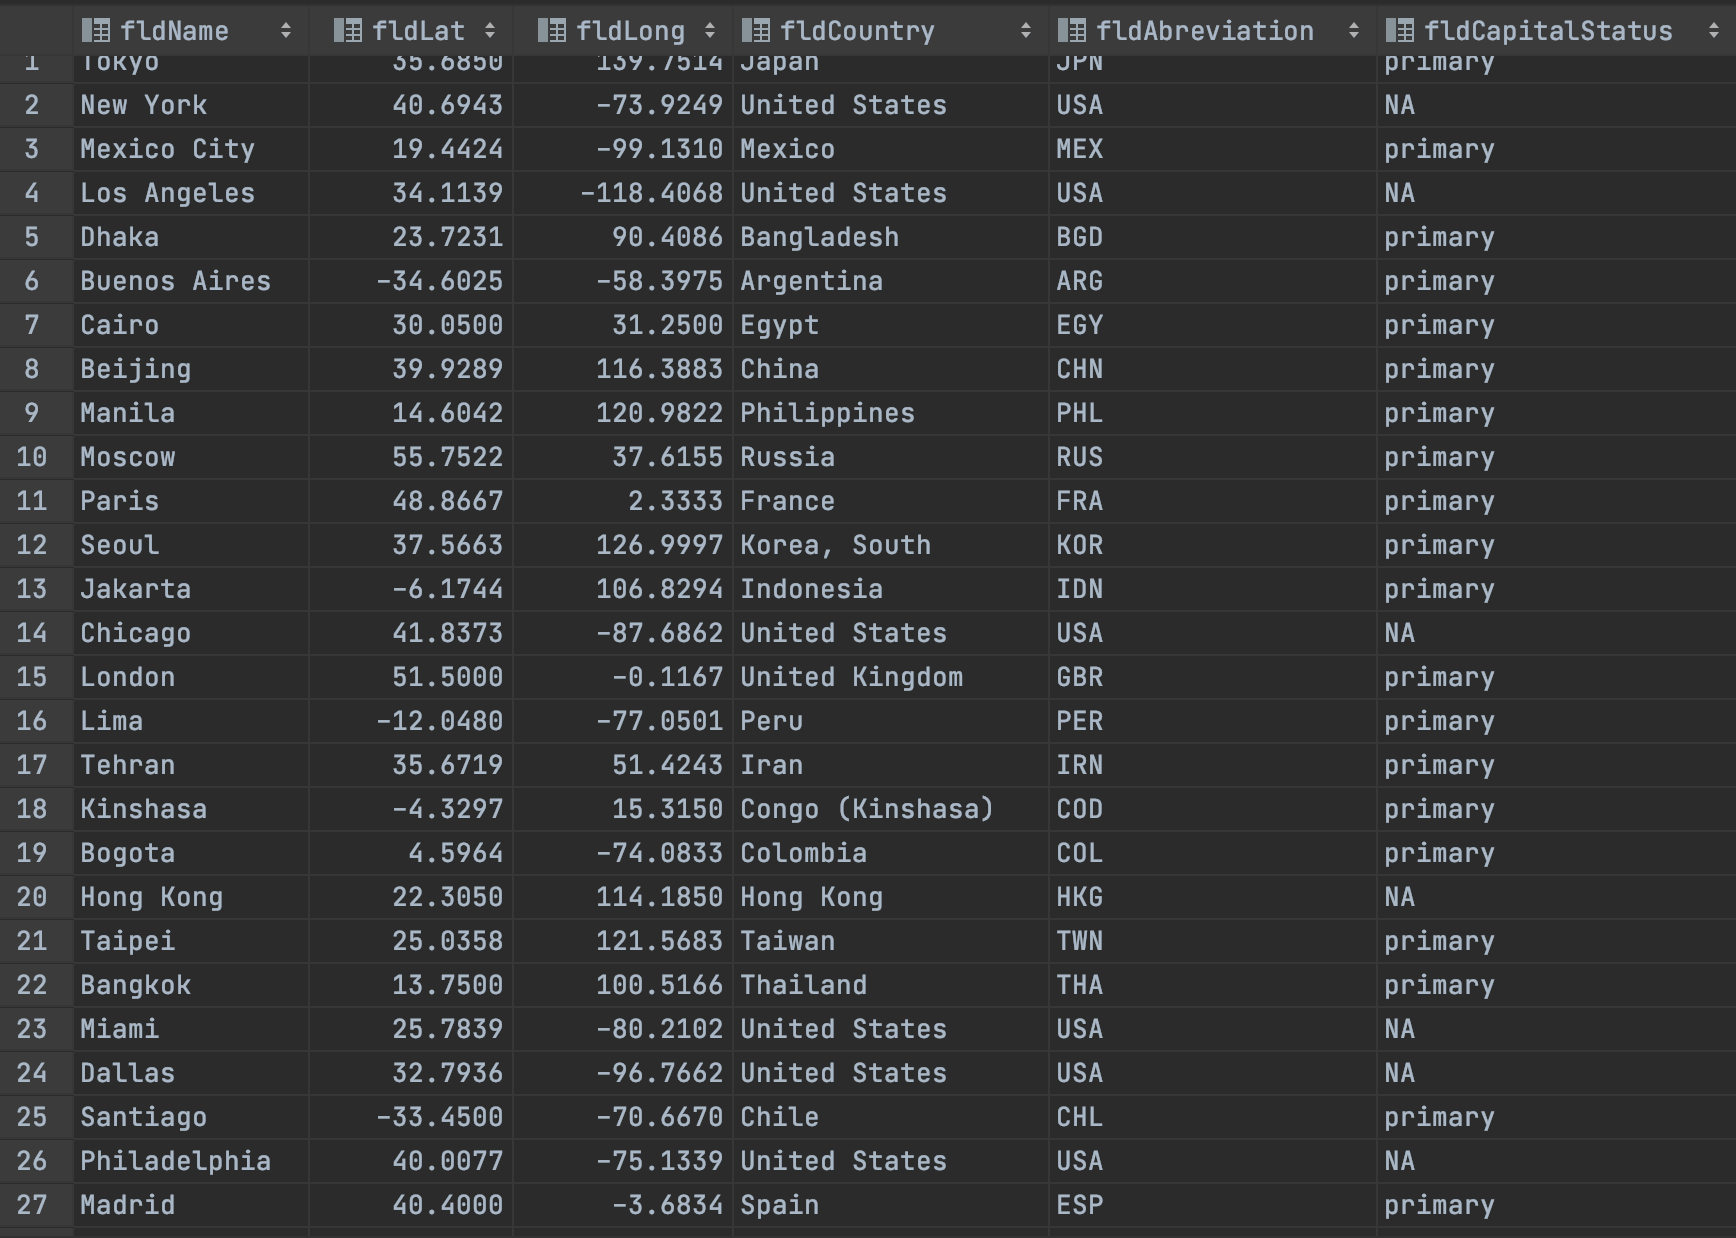 fldName fldLat fldLong fldCountry fldAbreviation fldCapitalStatus
1 Tokyo 35.6850 139.7514 Japan JPN primary
2 New York 40.6943 -73.9249 United States USA NA
3 Mexico City 19.4424 -99.1310 Mexico MEX primary
4 Los Angeles 34.1139 -118.4068 United States USA NA
5 Dhaka 23.7231 90.4086 Bangladesh BGD primary
6 Buenos Aires -34.6025 -58.3975 Argentina ARG primary
7 Cairo 30.0500 31.2500 Egypt EGY primary
8 Beijing 39.9289 116.3883 China CHN primary
9 Manila 14.6042 120.9822 Philippines PHL primary
10 Moscow 55.7522 37.6155 Russia RUS primary
11 Paris 48.8667 2.3333 France FRA primary
12 Seoul 37.5663 126.9997 Korea, South KOR primary
13 Jakarta -6.1744 106.8294 Indonesia IDN primary
14 Chicago 41.8373 -87.6862 United States USA NA
15 London 51.5000 -0.1167 United Kingdom GBR primary
16 Lima -12.0480 -77.0501 Peru PER primary
17 Tehran 35.6719 51.4243 Iran IRN primary
18 Kinshasa -4.3297 15.3150 Congo (Kinshasa) COD primary
19 Bogota 4.5964 -74.0833 Colombia COL primary
20 Hong Kong 22.3050 114.1850 Hong Kong HKG NA
21 Taipei 25.0358 121.5683 Taiwan TWN primary
22 Bangkok 13.7500 100.5166 Thailand THA primary
23 Miami 25.7839 -80.2102 United States USA NA
24 Dallas 32.7936 -96.7662 United States USA NA
25 Santiago -33.4500 -70.6670 Chile CHL primary
26 Philadelphia 40.0077 -75.1339 United States USA NA
27 Madrid 40.4000 -3.6834 Spain ESP primary